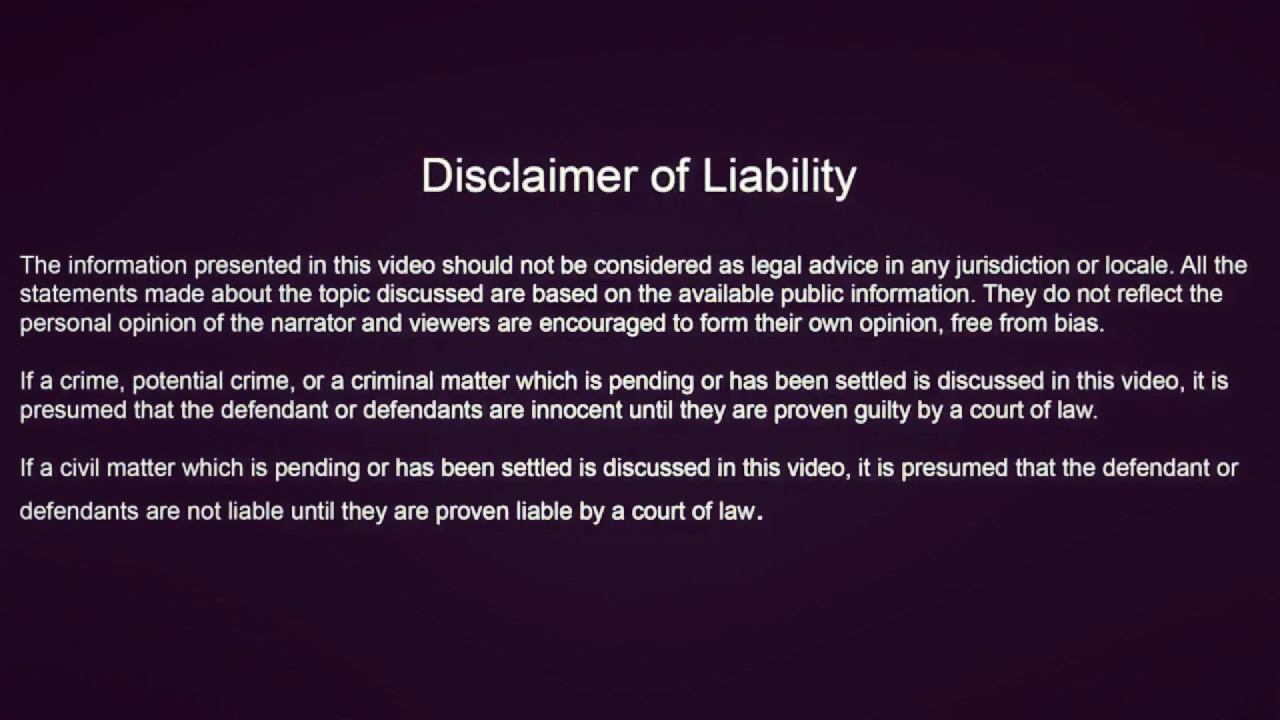 Disclaimer of Liability
The information presented in this video should not be considered as legal advice in any jurisdiction or locale. All the
statements made about the topic discussed are based on the available public information. They do not reflect the
personal opinion of the narrator and viewers are encouraged to form their own opinion, free from bias.
If a crime, potential crime, or a criminal matter which is pending or has been settled is discussed in this video, it is
presumed that the defendant or defendants are innocent until they are proven guilty by a court of law.
If a civil matter which is pending or has been settled is discussed in this video, it is presumed that the defendant or
defendants are not liable until they are proven liable by a court of law.